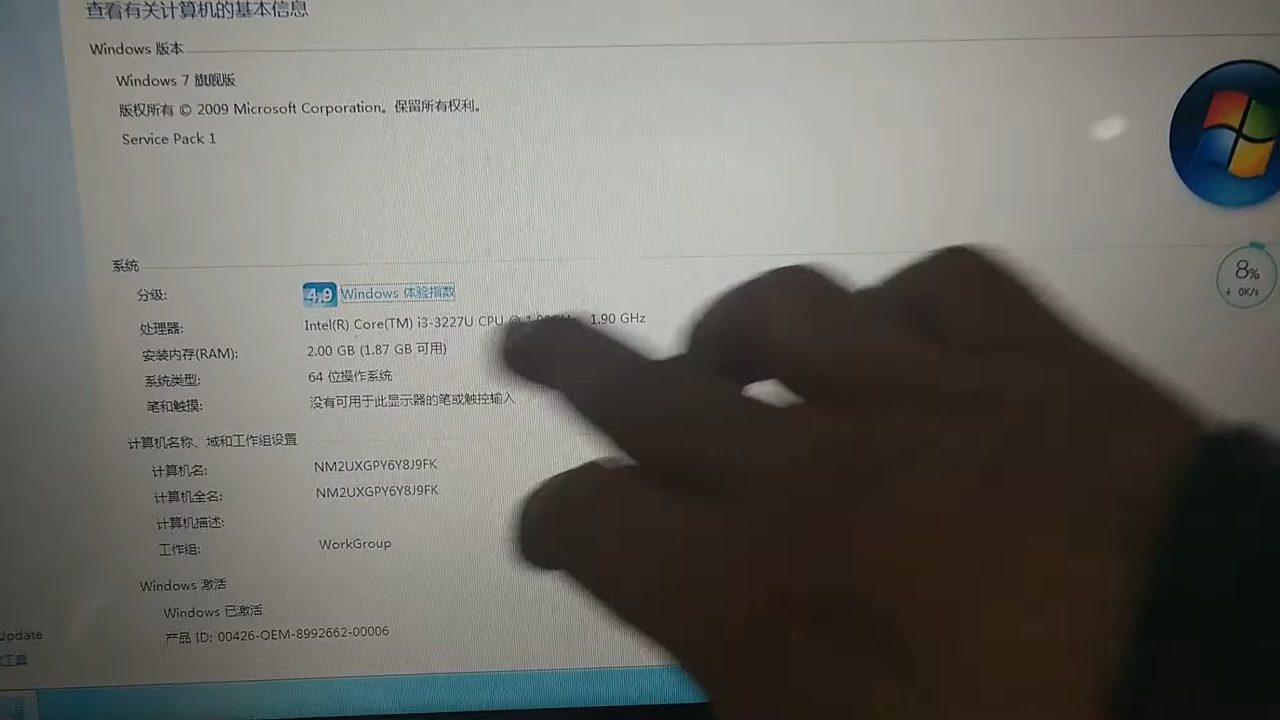 查看有关计算机的基本信息
Windows 版本
Windows 7 旗舰版
版权所有 © 2009 Microsoft Corporation。保留所有权利。
Service Pack 1
系统
分级:
4.9 Windows 体验指数
处理器:
Intel(R) Core(TM) i3-3227U CPU @ 1.90 GHz
安装内存(RAM):
2.00 GB (1.87 GB 可用)
系统类型:
64 位操作系统
笔和触摸:
没有可用于此显示器的笔或触控输入
8%
↓ 0K/s
计算机名称、域和工作组设置
计算机名:
NM2UXGPY6Y8J9FK
计算机全名:
NM2UXGPY6Y8J9FK
计算机描述:
工作组:
WorkGroup
Windows 激活
Windows 已激活
产品 ID: 00426-OEM-8992662-00006
Update
工具